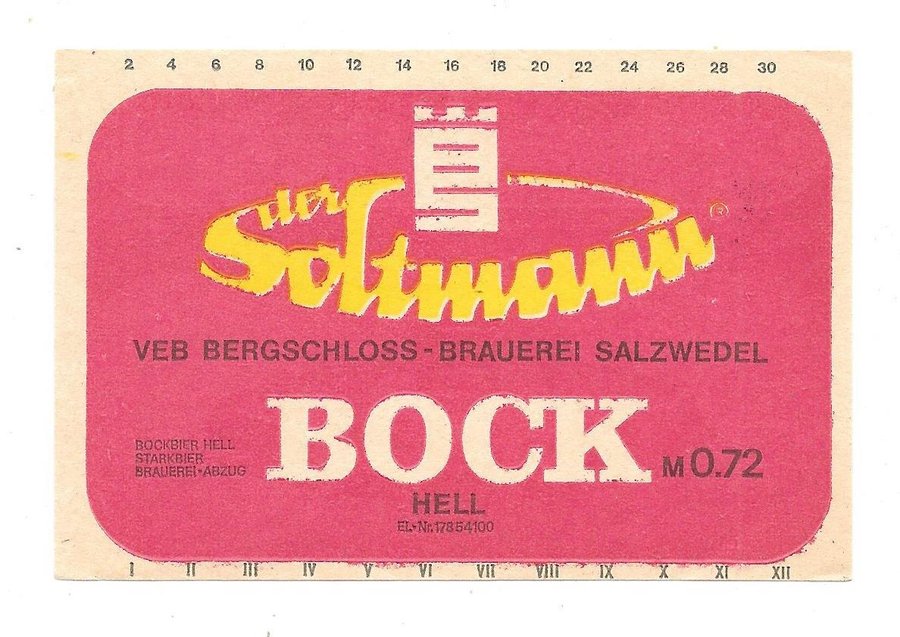 2 4 6 8 10 12 14 16 18 20 22 24 26 28 30
der
Soltmann ®
VEB BERGSCHLOSS-BRAUEREI SALZWEDEL
BOCK
BOCKBIER HELL
STARKBIER
BRAUEREI-ABZUG
M 0.72
HELL
EL-Nr.17854100
I II III IV V VI VII VIII IX X XI XII